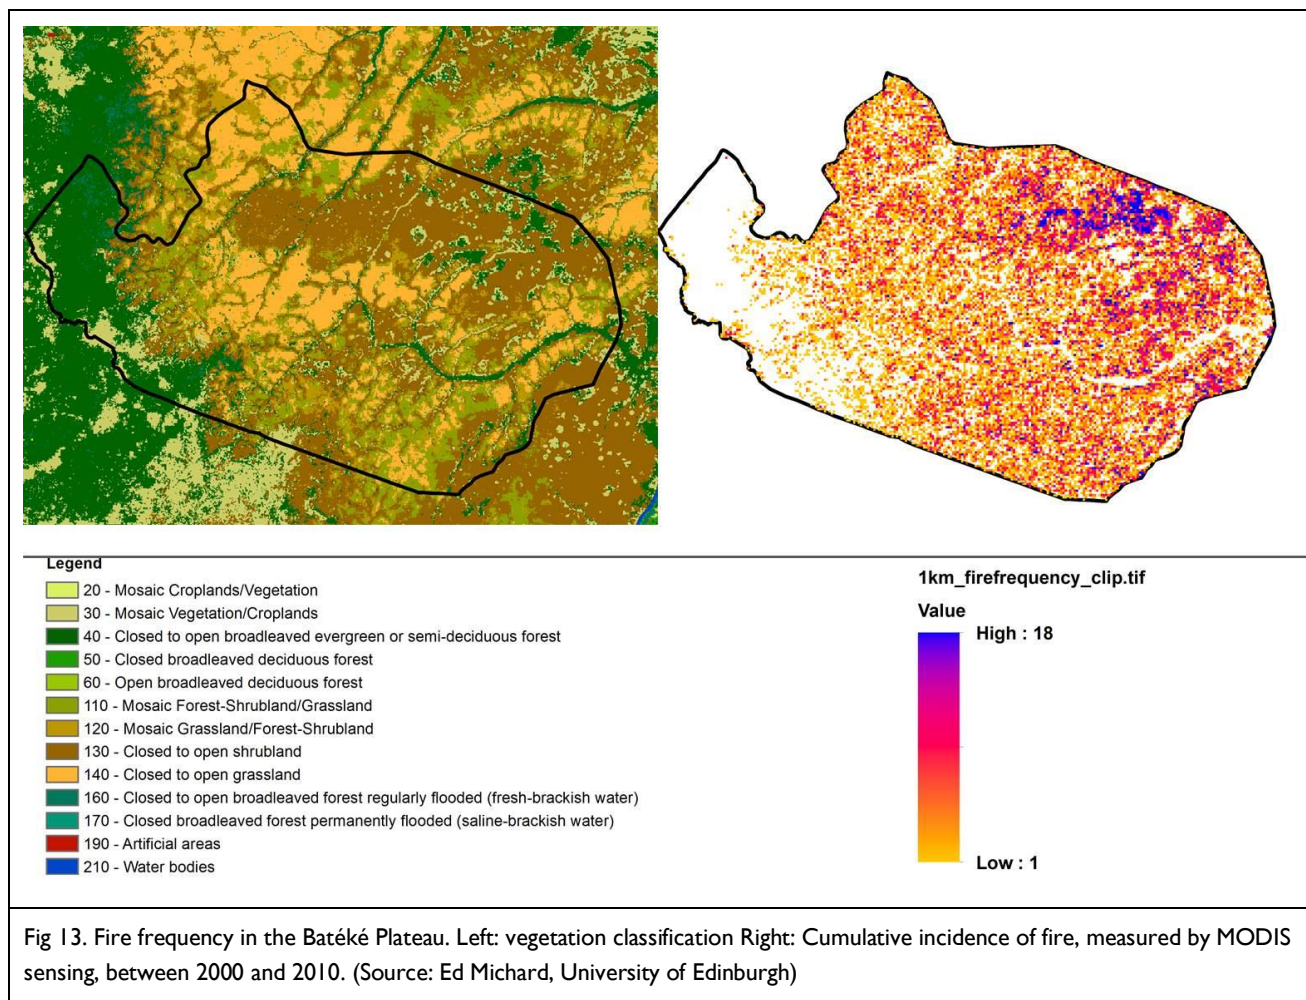 Legend
20 - Mosaic Croplands/Vegetation
30 - Mosaic Vegetation/Croplands
40 - Closed to open broadleaved evergreen or semi-deciduous forest
50 - Closed broadleaved deciduous forest
60 - Open broadleaved deciduous forest
110 - Mosaic Forest-Shrubland/Grassland
120 - Mosaic Grassland/Forest-Shrubland
130 - Closed to open shrubland
140 - Closed to open grassland
160 - Closed to open broadleaved forest regularly flooded (fresh-brackish water)
170 - Closed broadleaved forest permanently flooded (saline-brackish water)
190 - Artificial areas
210 - Water bodies
1km_firefrequency_clip.tif
Value
High : 18
Low : 1
Fig 13. Fire frequency in the Batéké Plateau. Left: vegetation classification Right: Cumulative incidence of fire, measured by MODIS
sensing, between 2000 and 2010. (Source: Ed Michard, University of Edinburgh)